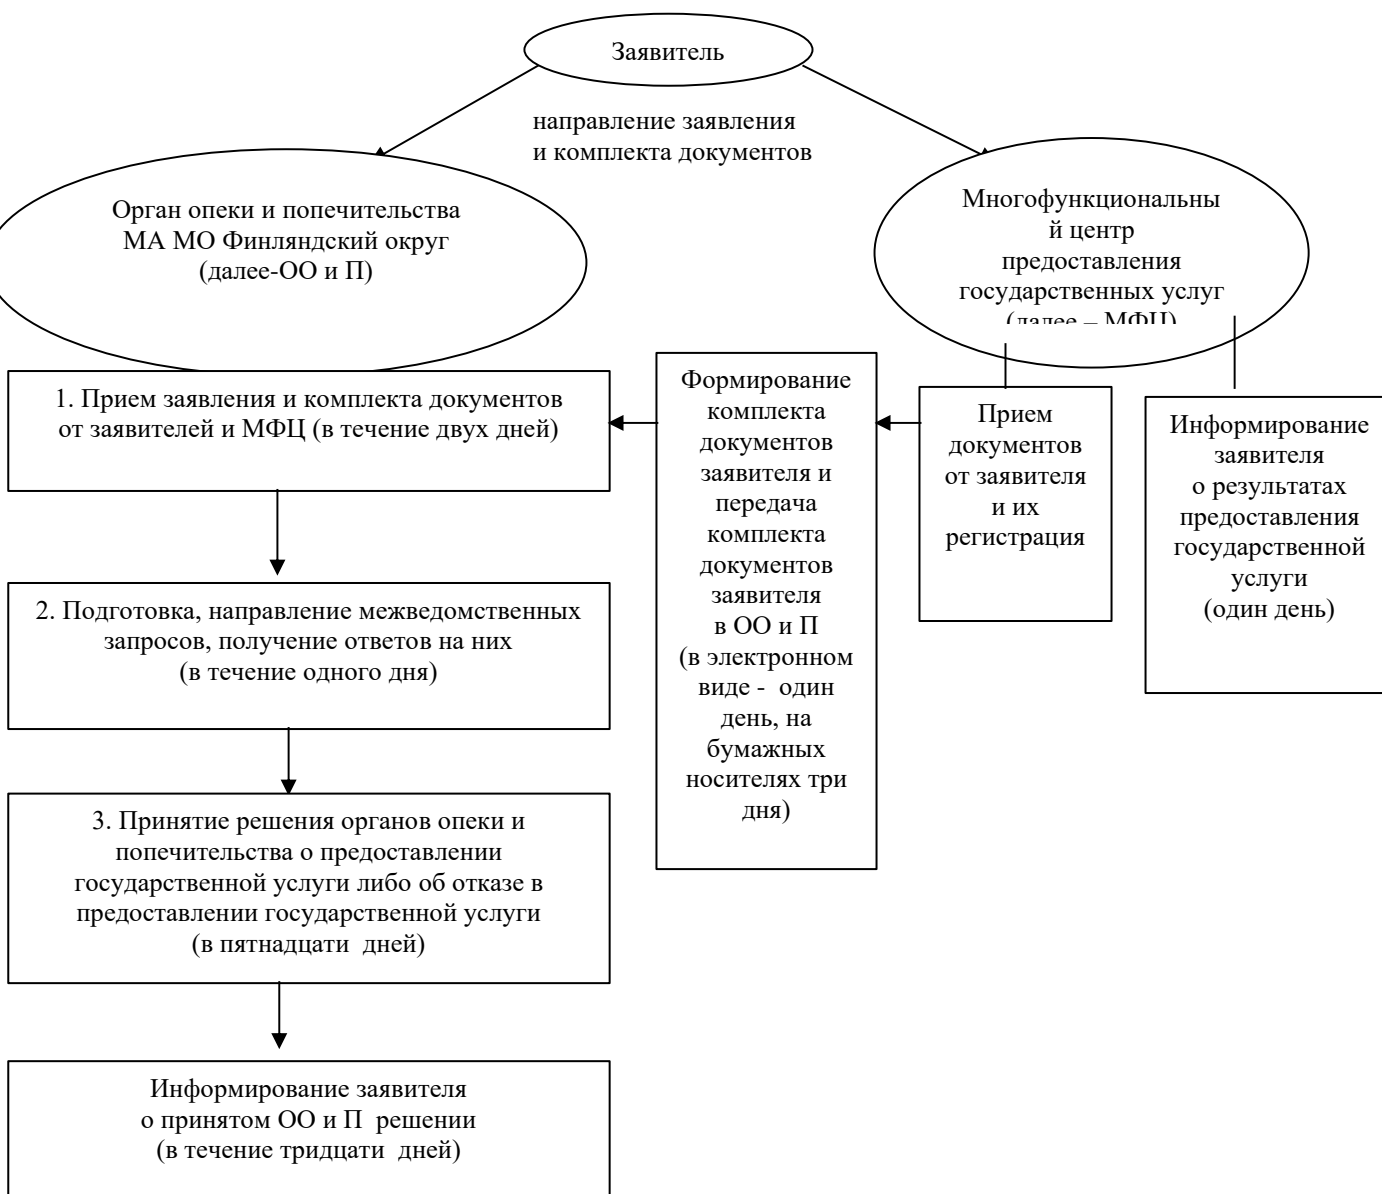 Заявитель
направление заявления
и комплекта документов
Орган опеки и попечительства
МА МО Финляндский округ
(далее-ОО и П)
Многофункциональны
й центр
предоставления
государственных услуг
(далее – МФЦ)
1. Прием заявления и комплекта документов
от заявителей и МФЦ (в течение двух дней)
Формирование
комплекта
документов
заявителя и
передача
комплекта
документов
заявителя
в ОО и П
(в электронном
виде -  один
день, на
бумажных
носителях три
дня)
Прием
документов
от заявителя
и их
регистрация
Информирование
заявителя
о результатах
предоставления
государственной
услуги
(один день)
2. Подготовка, направление межведомственных
запросов, получение ответов на них
(в течение одного дня)
3. Принятие решения органов опеки и
попечительства о предоставлении
государственной услуги либо об отказе в
предоставлении государственной услуги
(в пятнадцати  дней)
Информирование заявителя
о принятом ОО и П  решении
(в течение тридцати  дней)